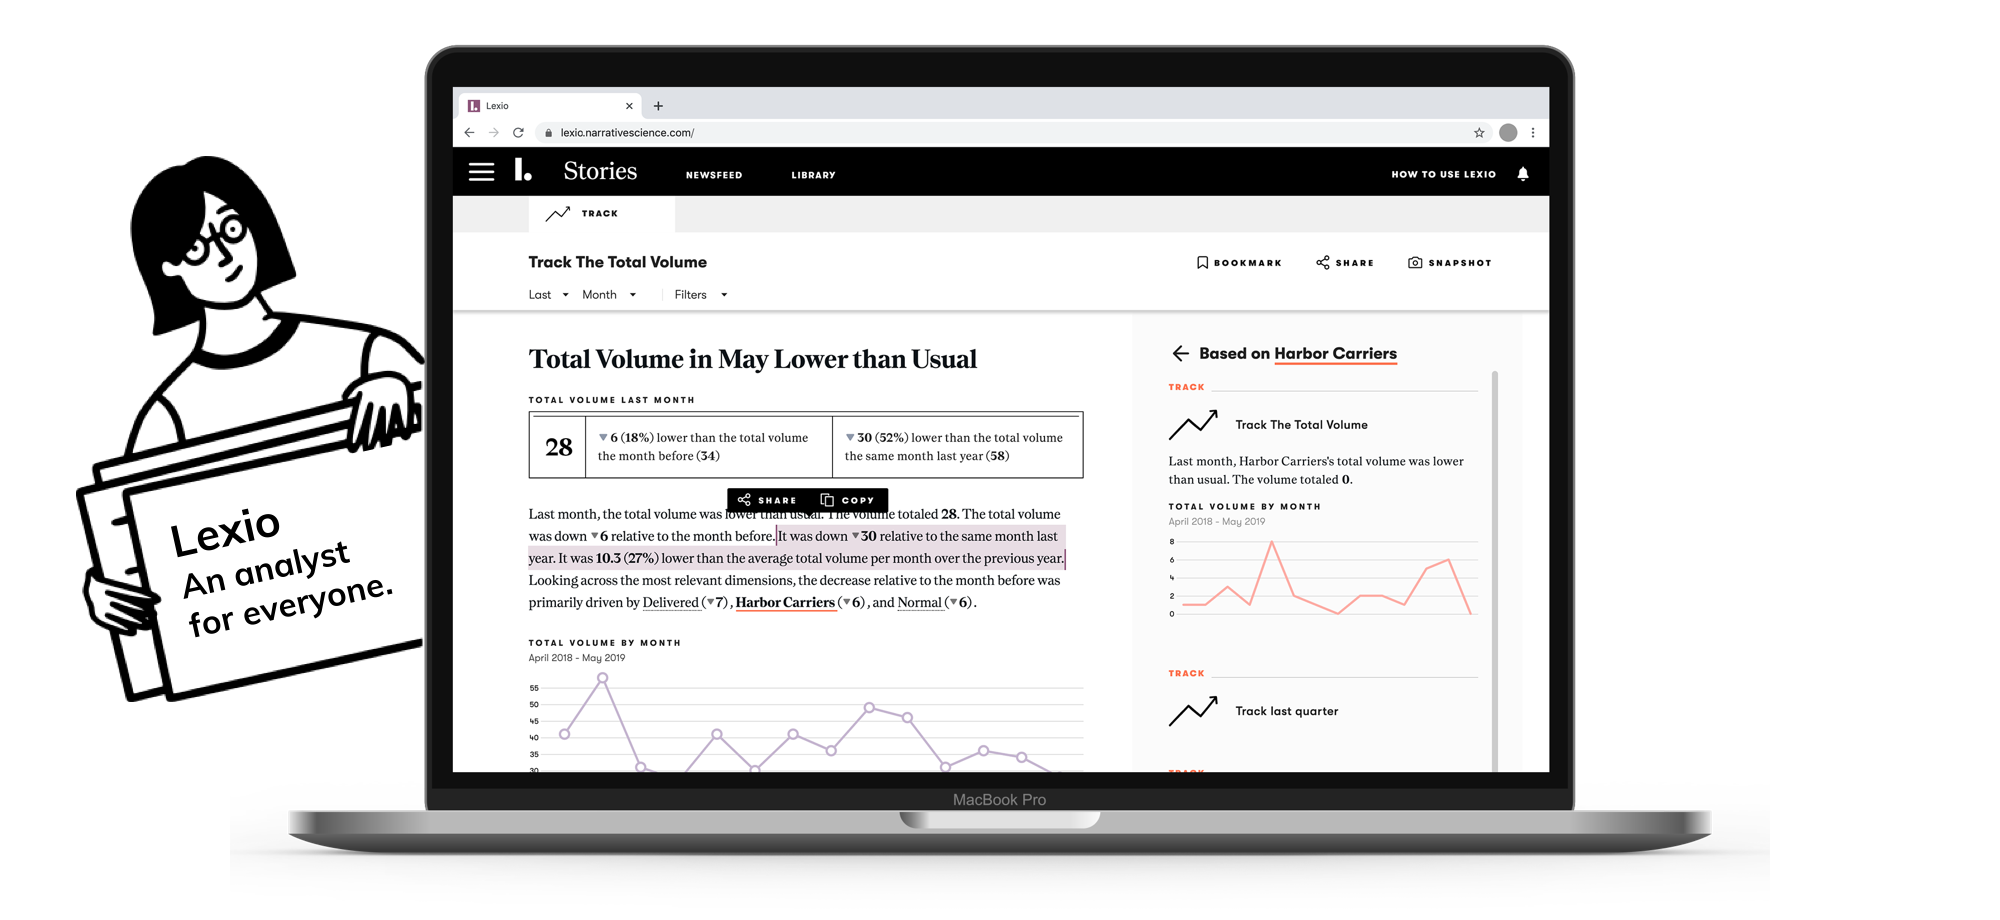 Lexio
lexio.narrativescience.com/
Stories
NEWSFEED
LIBRARY
HOW TO USE LEXIO
TRACK
Track The Total Volume
BOOKMARK
SHARE
SNAPSHOT
Last
Month
Filters
Total Volume in May Lower than Usual
TOTAL VOLUME LAST MONTH
28
▼6 (18%) lower than the total volume
the month before (34)
▼30 (52%) lower than the total volume
the same month last year (58)
SHARE
COPY
Last month, the total volume was lower than usual. The volume totaled 28. The total volume
was down ▼6 relative to the month before. It was down ▼30 relative to the same month last
year. It was 10.3 (27%) lower than the average total volume per month over the previous year.
Looking across the most relevant dimensions, the decrease relative to the month before was
primarily driven by Delivered (▼7), Harbor Carriers (▼6), and Normal (▼6).
TOTAL VOLUME BY MONTH
April 2018 - May 2019
55
50
45
40
35
30
Based on Harbor Carriers
TRACK
Track The Total Volume
Last month, Harbor Carriers's total volume was lower
than usual. The volume totaled 0.
TOTAL VOLUME BY MONTH
April 2018 - May 2019
8
6
4
2
0
TRACK
Track last quarter
TRACK
MacBook Pro
Lexio
An analyst
for everyone.